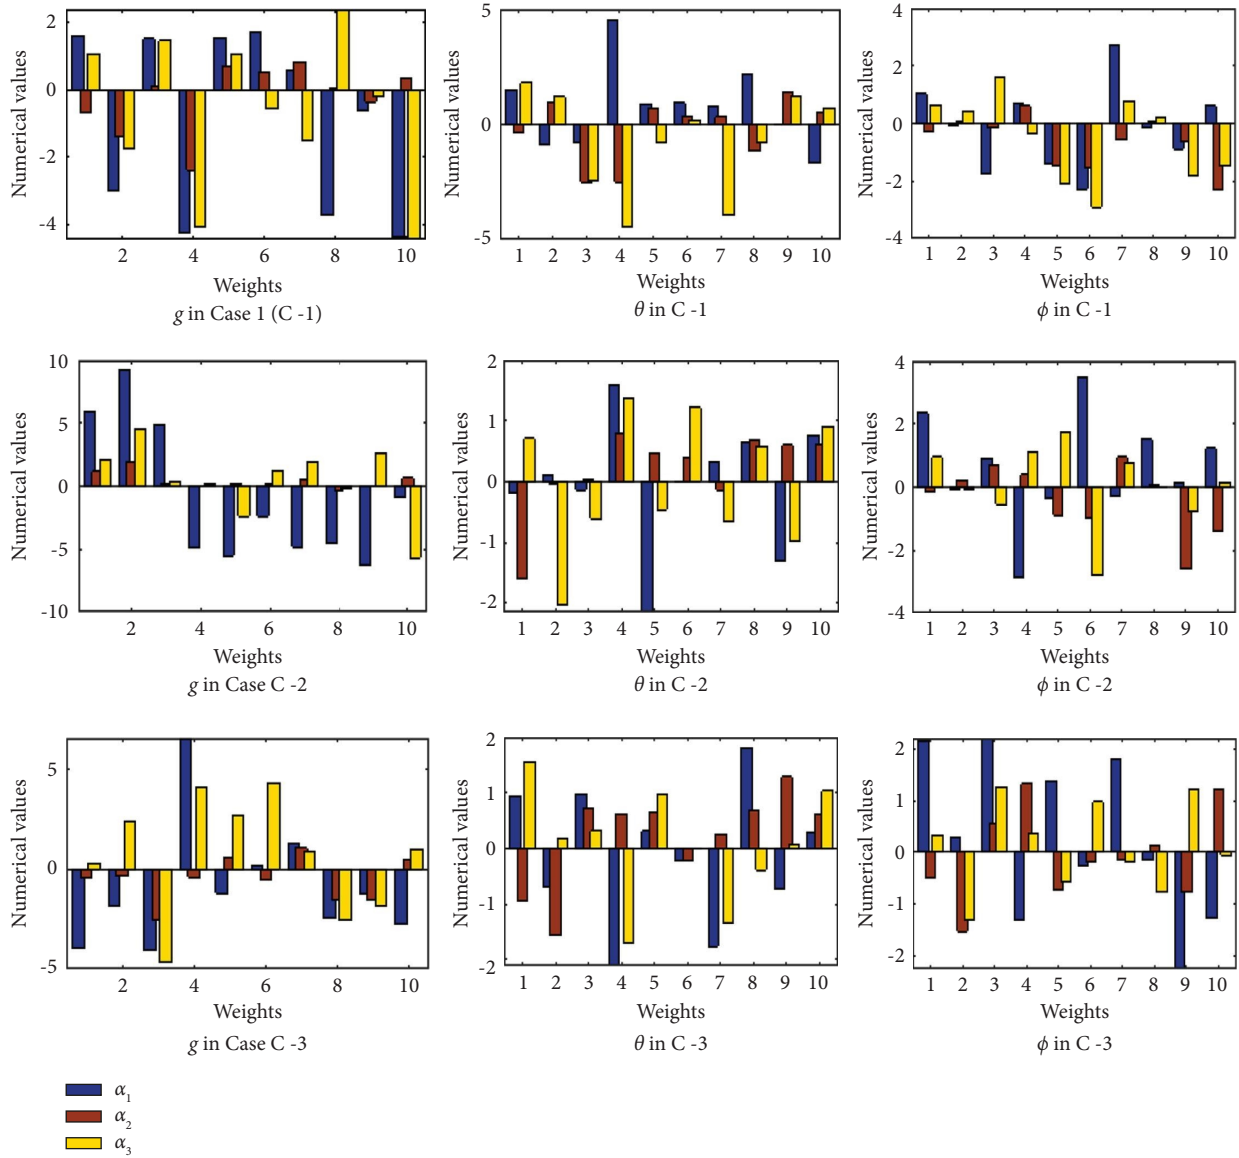 2
0
-2
-4
Numerical values
2 4 6 8 10
Weights
g in Case 1 (C -1)
5
0
-5
Numerical values
1 2 3 4 5 6 7 8 9 10
Weights
θ in C -1
4
2
0
-2
-4
Numerical values
1 2 3 4 5 6 7 8 9 10
Weights
ϕ in C -1
10
5
0
-5
-10
Numerical values
2 4 6 8 10
Weights
g in Case C -2
2
1
0
-1
-2
Numerical values
1 2 3 4 5 6 7 8 9 10
Weights
θ in C -2
4
2
0
-2
-4
Numerical values
1 2 3 4 5 6 7 8 9 10
Weights
ϕ in C -2
5
0
-5
Numerical values
2 4 6 8 10
Weights
g in Case C -3
2
1
0
-1
-2
Numerical values
1 2 3 4 5 6 7 8 9 10
Weights
θ in C -3
2
1
0
-1
-2
Numerical values
1 2 3 4 5 6 7 8 9 10
Weights
ϕ in C -3
α₁
α₂
α₃